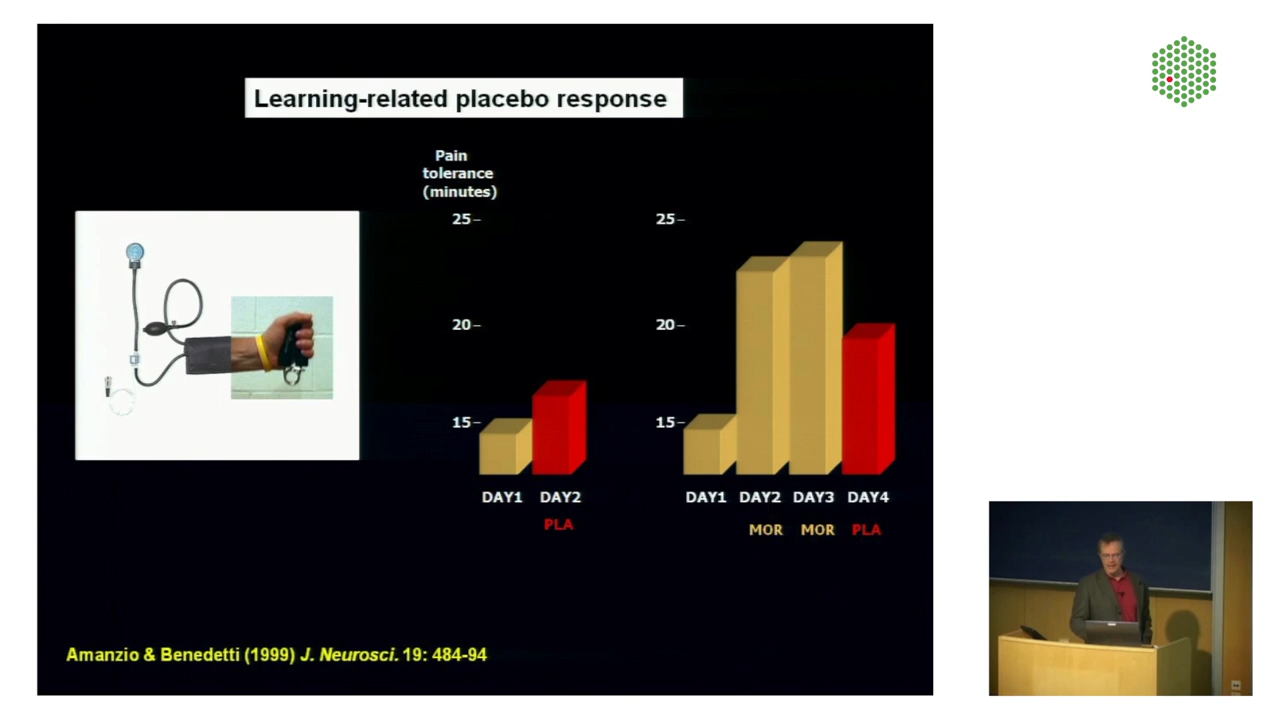 Learning-related placebo response
Pain
tolerance
(minutes)
25
20
15
DAY1 DAY2
PLA
25
20
15
DAY1 DAY2 DAY3 DAY4
MOR MOR PLA
Amanzio & Benedetti (1999) J. Neurosci. 19: 484-94